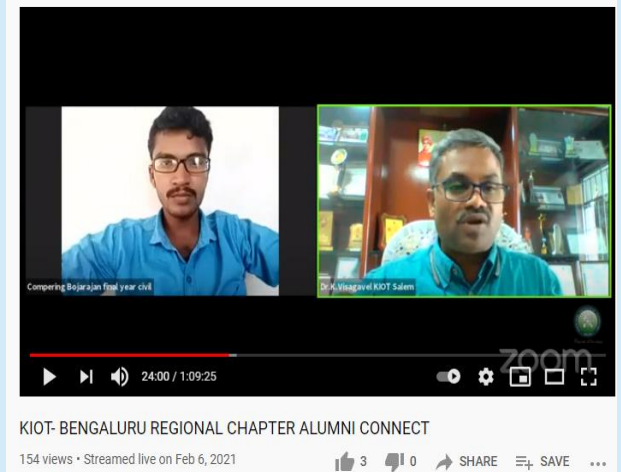 Compering Bojarajan final year civil
Dr.K.Visagavel KIOT Salem
zoom
24:00 / 1:09:25
KIOT- BENGALURU REGIONAL CHAPTER ALUMNI CONNECT
154 views • Streamed live on Feb 6, 2021
3
0
SHARE
SAVE